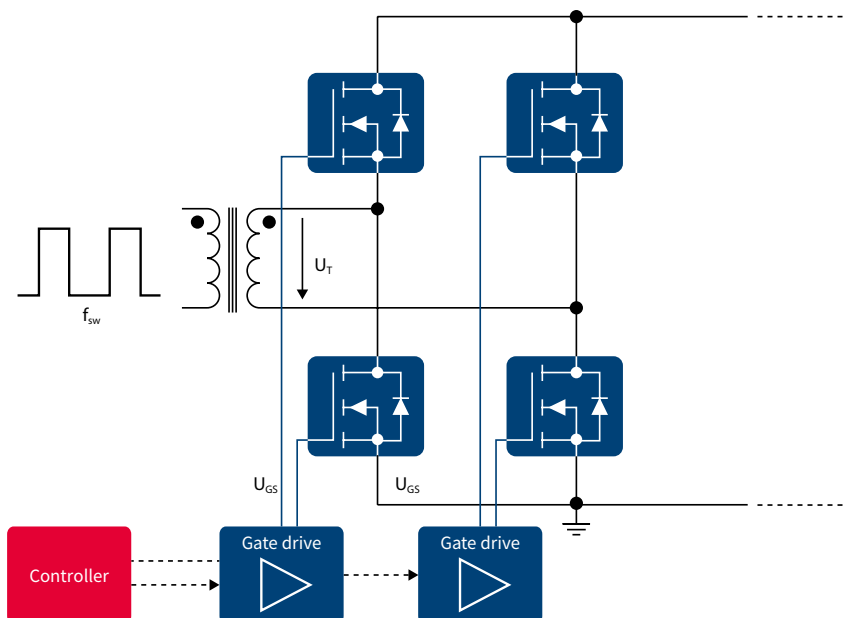 U_T
f_sw
U_GS
U_GS
Gate drive
Gate drive
Controller